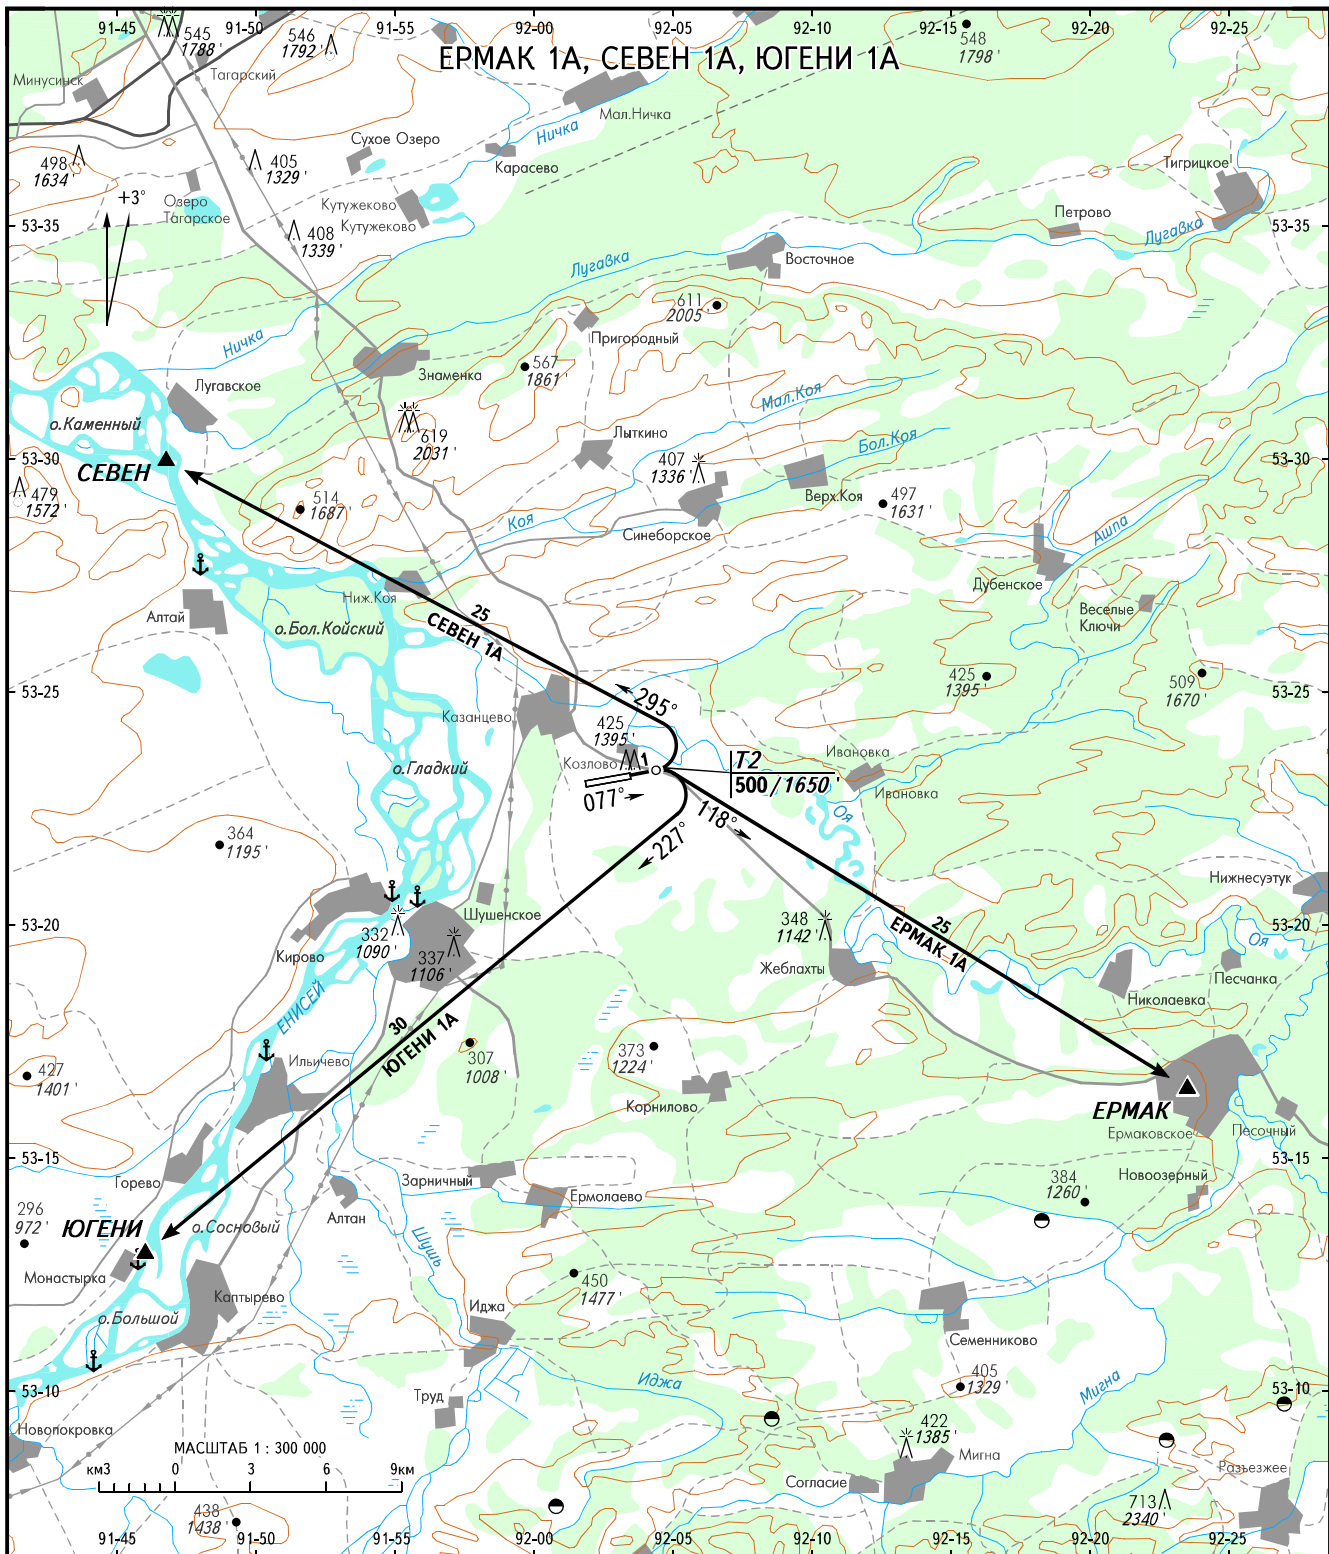 91-45
91-50
91-55
92-00
92-05
92-10
92-15
92-20
92-25
ЕРМАК 1А, СЕВЕН 1А, ЮГЕНИ 1А
545
1788'
546
1792'
548
1798'
Минусинск
Тагарский
Мал.Ничка
Ничка
Сухое Озеро
Карасево
498
1634'
405
1329'
Тигрицкое
+3°
Озеро
Тагарское
Кутужеково
Кутужеково
Петрово
53-35
408
1339'
53-35
Лугавка
Лугавка
Восточное
611
2005'
Ничка
Пригородный
567
1861'
Знаменка
Лугавское
Мал.Коя
о.Каменный
619
2031'
Лыткино
Бол.Коя
53-30
СЕВЕН
407
1336'
53-30
479
1572'
514
1687'
Верх.Коя
497
1631'
Коя
Синеборское
Ашпа
Дубенское
Ниж.Коя
Алтай
о.Бол.Койский
25
СЕВЕН 1А
Веселые
Ключи
425
1395'
509
1670'
53-25
53-25
295°
Казанцево
425
1395'
Козлово
1
Т2
500/1650'
Ивановка
Ивановка
о.Гладкий
077°
118°
227°
Оя
364
1195'
Нижнесуэтук
Шушенское
53-20
332
1090'
348
1142'
25
ЕРМАК 1А
53-20
Оя
Кирово
337
1106'
Жеблахты
Песчанка
Николаевка
ЕНИСЕЙ
30
ЮГЕНИ 1А
Ильичево
307
1008'
373
1224'
427
1401'
Корнилово
ЕРМАК
Ермаковское
Песочный
53-15
53-15
Горево
Зарничный
Ермолаево
384
1260'
Новоозерный
296
972'
ЮГЕНИ
о.Сосновый
Алтан
Шушь
Монастырка
Каптырево
450
1477'
о.Большой
Иджа
Семенниково
53-10
Иджа
405
1329'
Мигна
53-10
Труд
Новопокровка
422
1385'
МАСШТАБ 1 : 300 000
Мигна
км3
0
3
6
9км
Согласие
Разъезжее
438
1438'
713
2340'
91-45
91-50
91-55
92-00
92-05
92-10
92-15
92-20
92-25